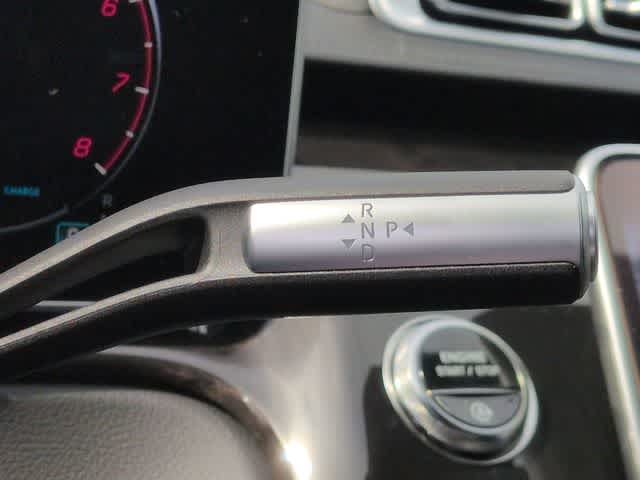 6
7
8
CHARGE
R
R
N P
D
ENGINE
START / STOP